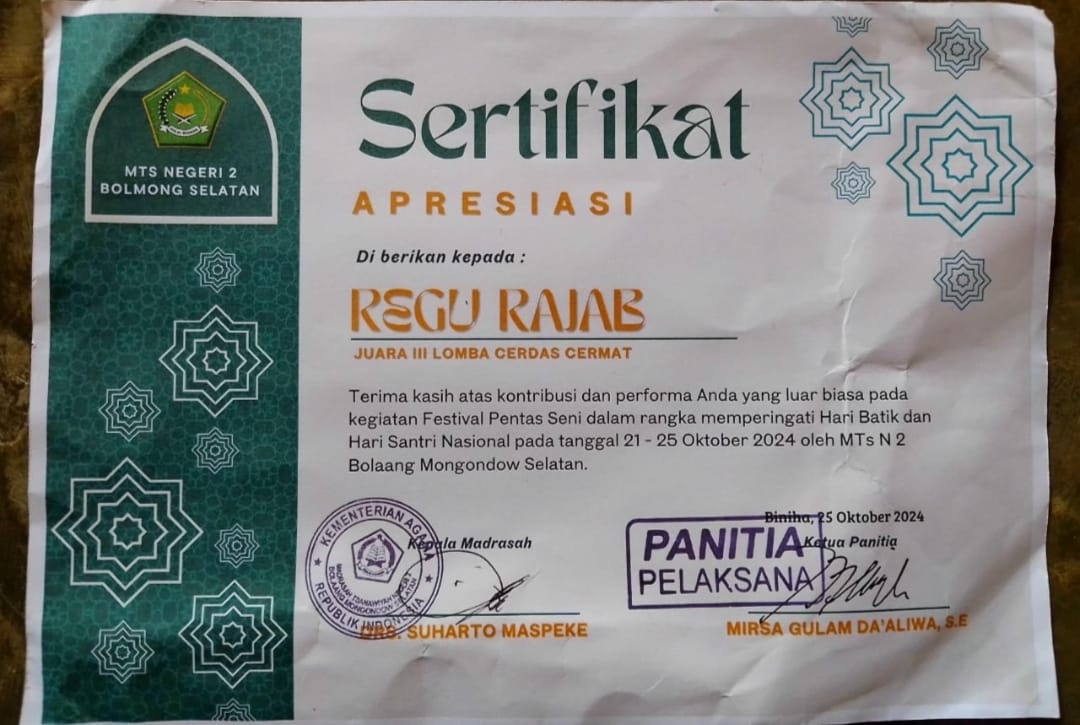 MTS NEGERI 2
BOLMONG SELATAN
Sertifikat
APRESIASI
Di berikan kepada :
REGU RAJAB
JUARA III LOMBA CERDAS CERMAT
Terima kasih atas kontribusi dan performa Anda yang luar biasa pada
kegiatan Festival Pentas Seni dalam rangka memperingati Hari Batik dan
Hari Santri Nasional pada tanggal 21 - 25 Oktober 2024 oleh MTs N 2
Bolaang Mongondow Selatan.
Biniha, 25 Oktober 2024
Kepala Madrasah
Ketua Panitia
KEMENTERIAN AGAMA
REPUBLIK INDONESIA
BOLAANG MONGONDOW SELATAN
PANITIA
PELAKSANA
DRS. SUHARTO MASPEKE
MIRSA GULAM DA'ALIWA, S.E